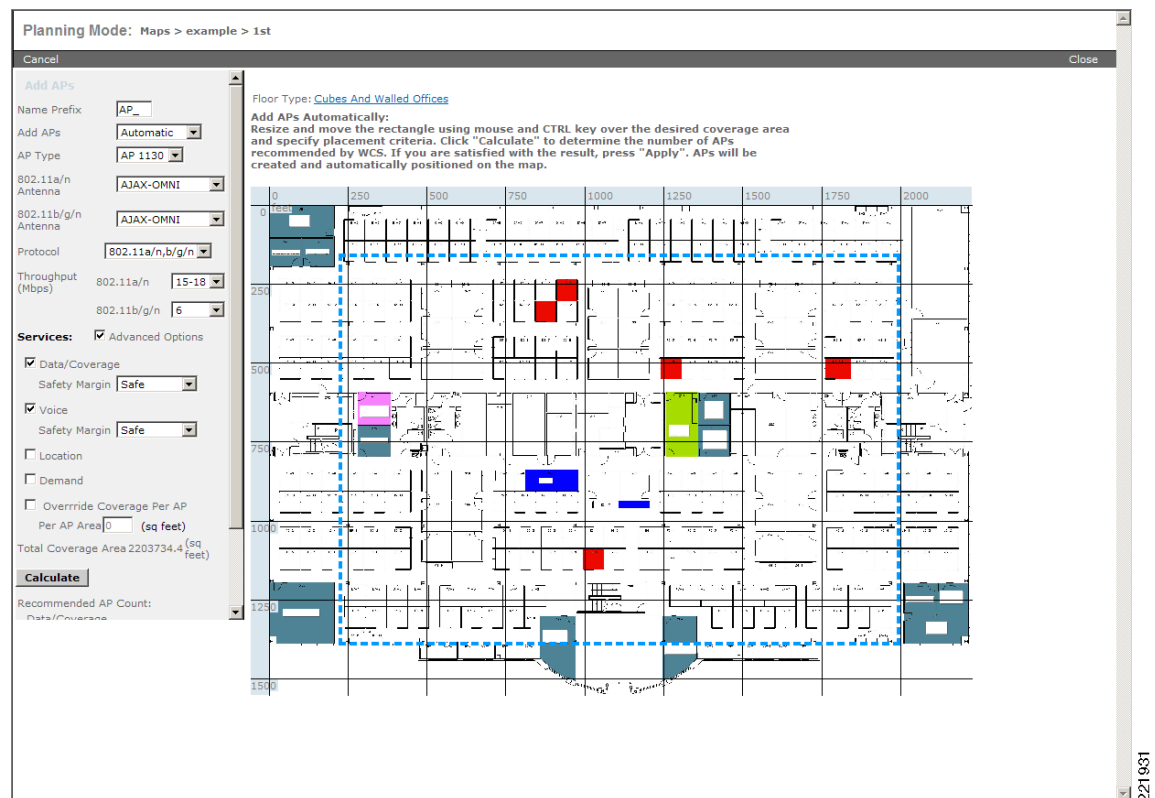 Planning Mode: Maps > example > 1st
Cancel
Close
Add APs
Name Prefix
AP_
Add APs
Automatic
AP Type
AP 1130
802.11a/n
Antenna
AJAX-OMNI
802.11b/g/n
Antenna
AJAX-OMNI
Protocol
802.11a/n,b/g/n
Throughput
(Mbps)
802.11a/n
15-18
802.11b/g/n
6
Services:
Advanced Options
Data/Coverage
Safety Margin
Safe
Voice
Safety Margin
Safe
Location
Demand
Overrride Coverage Per AP
Per AP Area
0
(sq feet)
Total Coverage Area 2203734.4 (sq feet)
Calculate
Recommended AP Count:
Data/Coverage
Floor Type: Cubes And Walled Offices
Add APs Automatically:
Resize and move the rectangle using mouse and CTRL key over the desired coverage area
and specify placement criteria. Click "Calculate" to determine the number of APs
recommended by WCS. If you are satisfied with the result, press "Apply". APs will be
created and automatically positioned on the map.
0 250 500 750 1000 1250 1500 1750 2000
feet
0
250
500
750
1000
1250
1500
221931